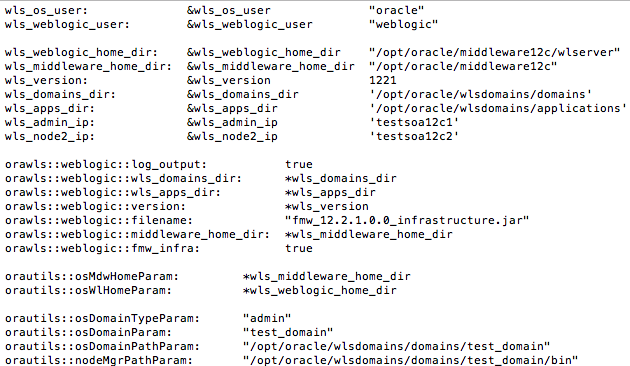 wls_os_user: &wls_os_user "oracle"
wls_weblogic_user: &wls_weblogic_user "weblogic"
wls_weblogic_home_dir: &wls_weblogic_home_dir "/opt/oracle/middleware12c/wlserver"
wls_middleware_home_dir: &wls_middleware_home_dir "/opt/oracle/middleware12c"
wls_version: &wls_version 1221
wls_domains_dir: &wls_domains_dir '/opt/oracle/wlsdomains/domains'
wls_apps_dir: &wls_apps_dir '/opt/oracle/wlsdomains/applications'
wls_admin_ip: &wls_admin_ip 'testsoa12c1'
wls_node2_ip: &wls_node2_ip 'testsoa12c2'
orawls::weblogic::log_output: true
orawls::weblogic::wls_domains_dir: *wls_domains_dir
orawls::weblogic::wls_apps_dir: *wls_apps_dir
orawls::weblogic::version: *wls_version
orawls::weblogic::filename: "fmw_12.2.1.0.0_infrastructure.jar"
orawls::weblogic::middleware_home_dir: *wls_middleware_home_dir
orawls::weblogic::fmw_infra: true
orautils::osMdwHomeParam: *wls_middleware_home_dir
orautils::osWlHomeParam: *wls_weblogic_home_dir
orautils::osDomainTypeParam: "admin"
orautils::osDomainParam: "test_domain"
orautils::osDomainPathParam: "/opt/oracle/wlsdomains/domains/test_domain"
orautils::nodeMgrPathParam: "/opt/oracle/wlsdomains/domains/test_domain/bin"